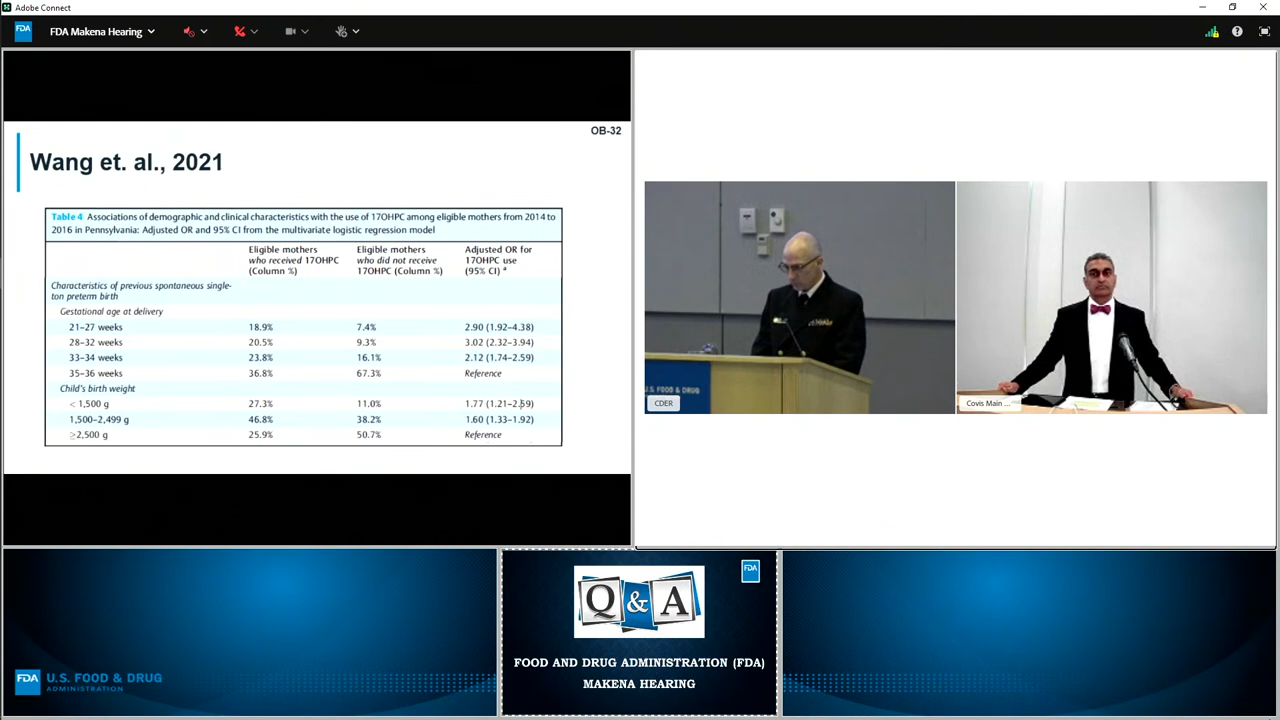 Adobe Connect
FDA
FDA Makena Hearing
OB-32
Wang et. al., 2021
Table 4 Associations of demographic and clinical characteristics with the use of 17OHPC among eligible mothers from 2014 to
2016 in Pennsylvania: Adjusted OR and 95% CI from the multivariate logistic regression model
Eligible mothers
who received 17OHPC
(Column %)
Eligible mothers
who did not receive
17OHPC (Column %)
Adjusted OR for
17OHPC use
(95% CI) a
Characteristics of previous spontaneous single-
ton preterm birth
Gestational age at delivery
21–27 weeks 18.9% 7.4% 2.90 (1.92–4.38)
28–32 weeks 20.5% 9.3% 3.02 (2.32–3.94)
33–34 weeks 23.8% 16.1% 2.12 (1.74–2.59)
35–36 weeks 36.8% 67.3% Reference
Child's birth weight
< 1,500 g 27.3% 11.0% 1.77 (1.21–2.59)
1,500–2,499 g 46.8% 38.2% 1.60 (1.33–1.92)
≥2,500 g 25.9% 50.7% Reference
U.S. FOOD & DRUG
CDER
Covis Main ...
FDA
Q & A
FOOD AND DRUG ADMINISTRATION (FDA)
MAKENA HEARING
FDA U.S. FOOD & DRUG
ADMINISTRATION